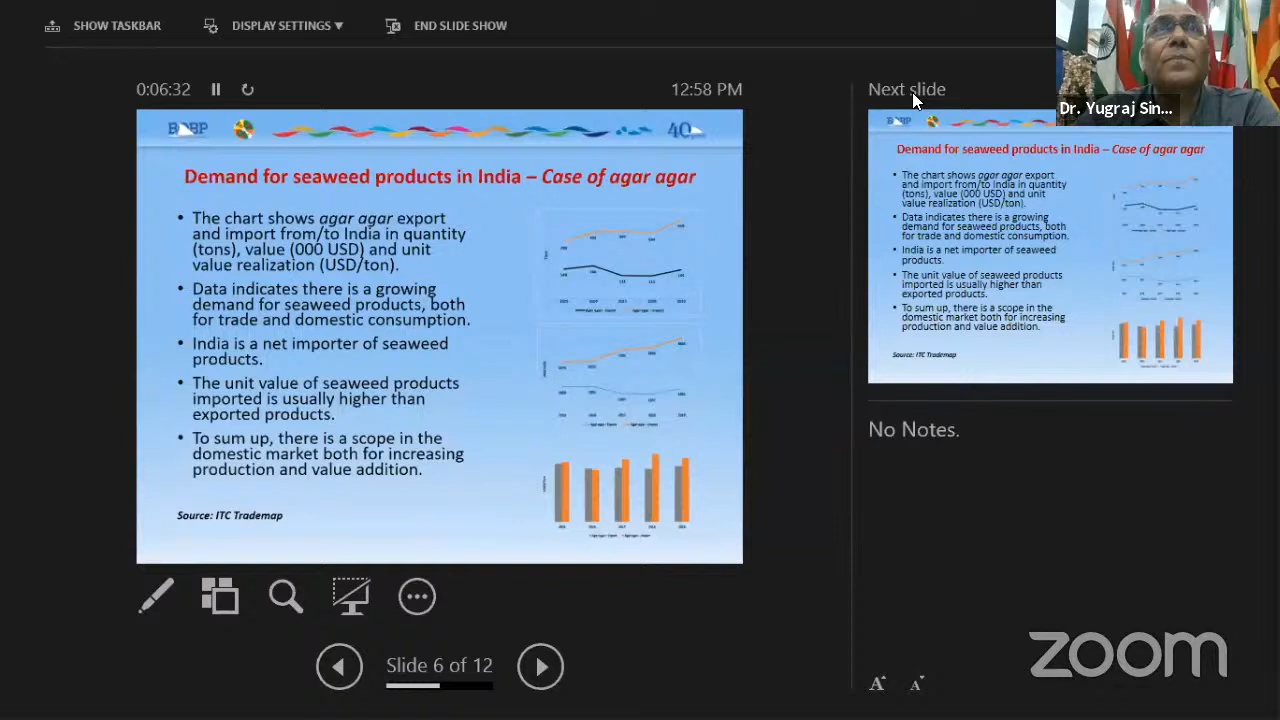 SHOW TASKBAR
DISPLAY SETTINGS ▼
END SLIDE SHOW
Dr. Yugraj Sin...
0:06:32
12:58 PM
40
Demand for seaweed products in India – Case of agar agar
• The chart shows agar agar export
and import from/to India in quantity
(tons), value (000 USD) and unit
value realization (USD/ton).
• Data indicates there is a growing
demand for seaweed products, both
for trade and domestic consumption.
• India is a net importer of seaweed
products.
• The unit value of seaweed products
imported is usually higher than
exported products.
• To sum up, there is a scope in the
domestic market both for increasing
production and value addition.
Source: ITC Trademap
Slide 6 of 12
Next slide
Demand for seaweed products in India – Case of agar agar
• The chart shows agar agar export
and import from/to India in quantity
(tons), value (000 USD) and unit
value realization (USD/ton).
• Data indicates there is a growing
demand for seaweed products, both
for trade and domestic consumption.
• India is a net importer of seaweed
products.
• The unit value of seaweed products
imported is usually higher than
exported products.
• To sum up, there is a scope in the
domestic market both for increasing
production and value addition.
Source: ITC Trademap
No Notes.
A A
zoom